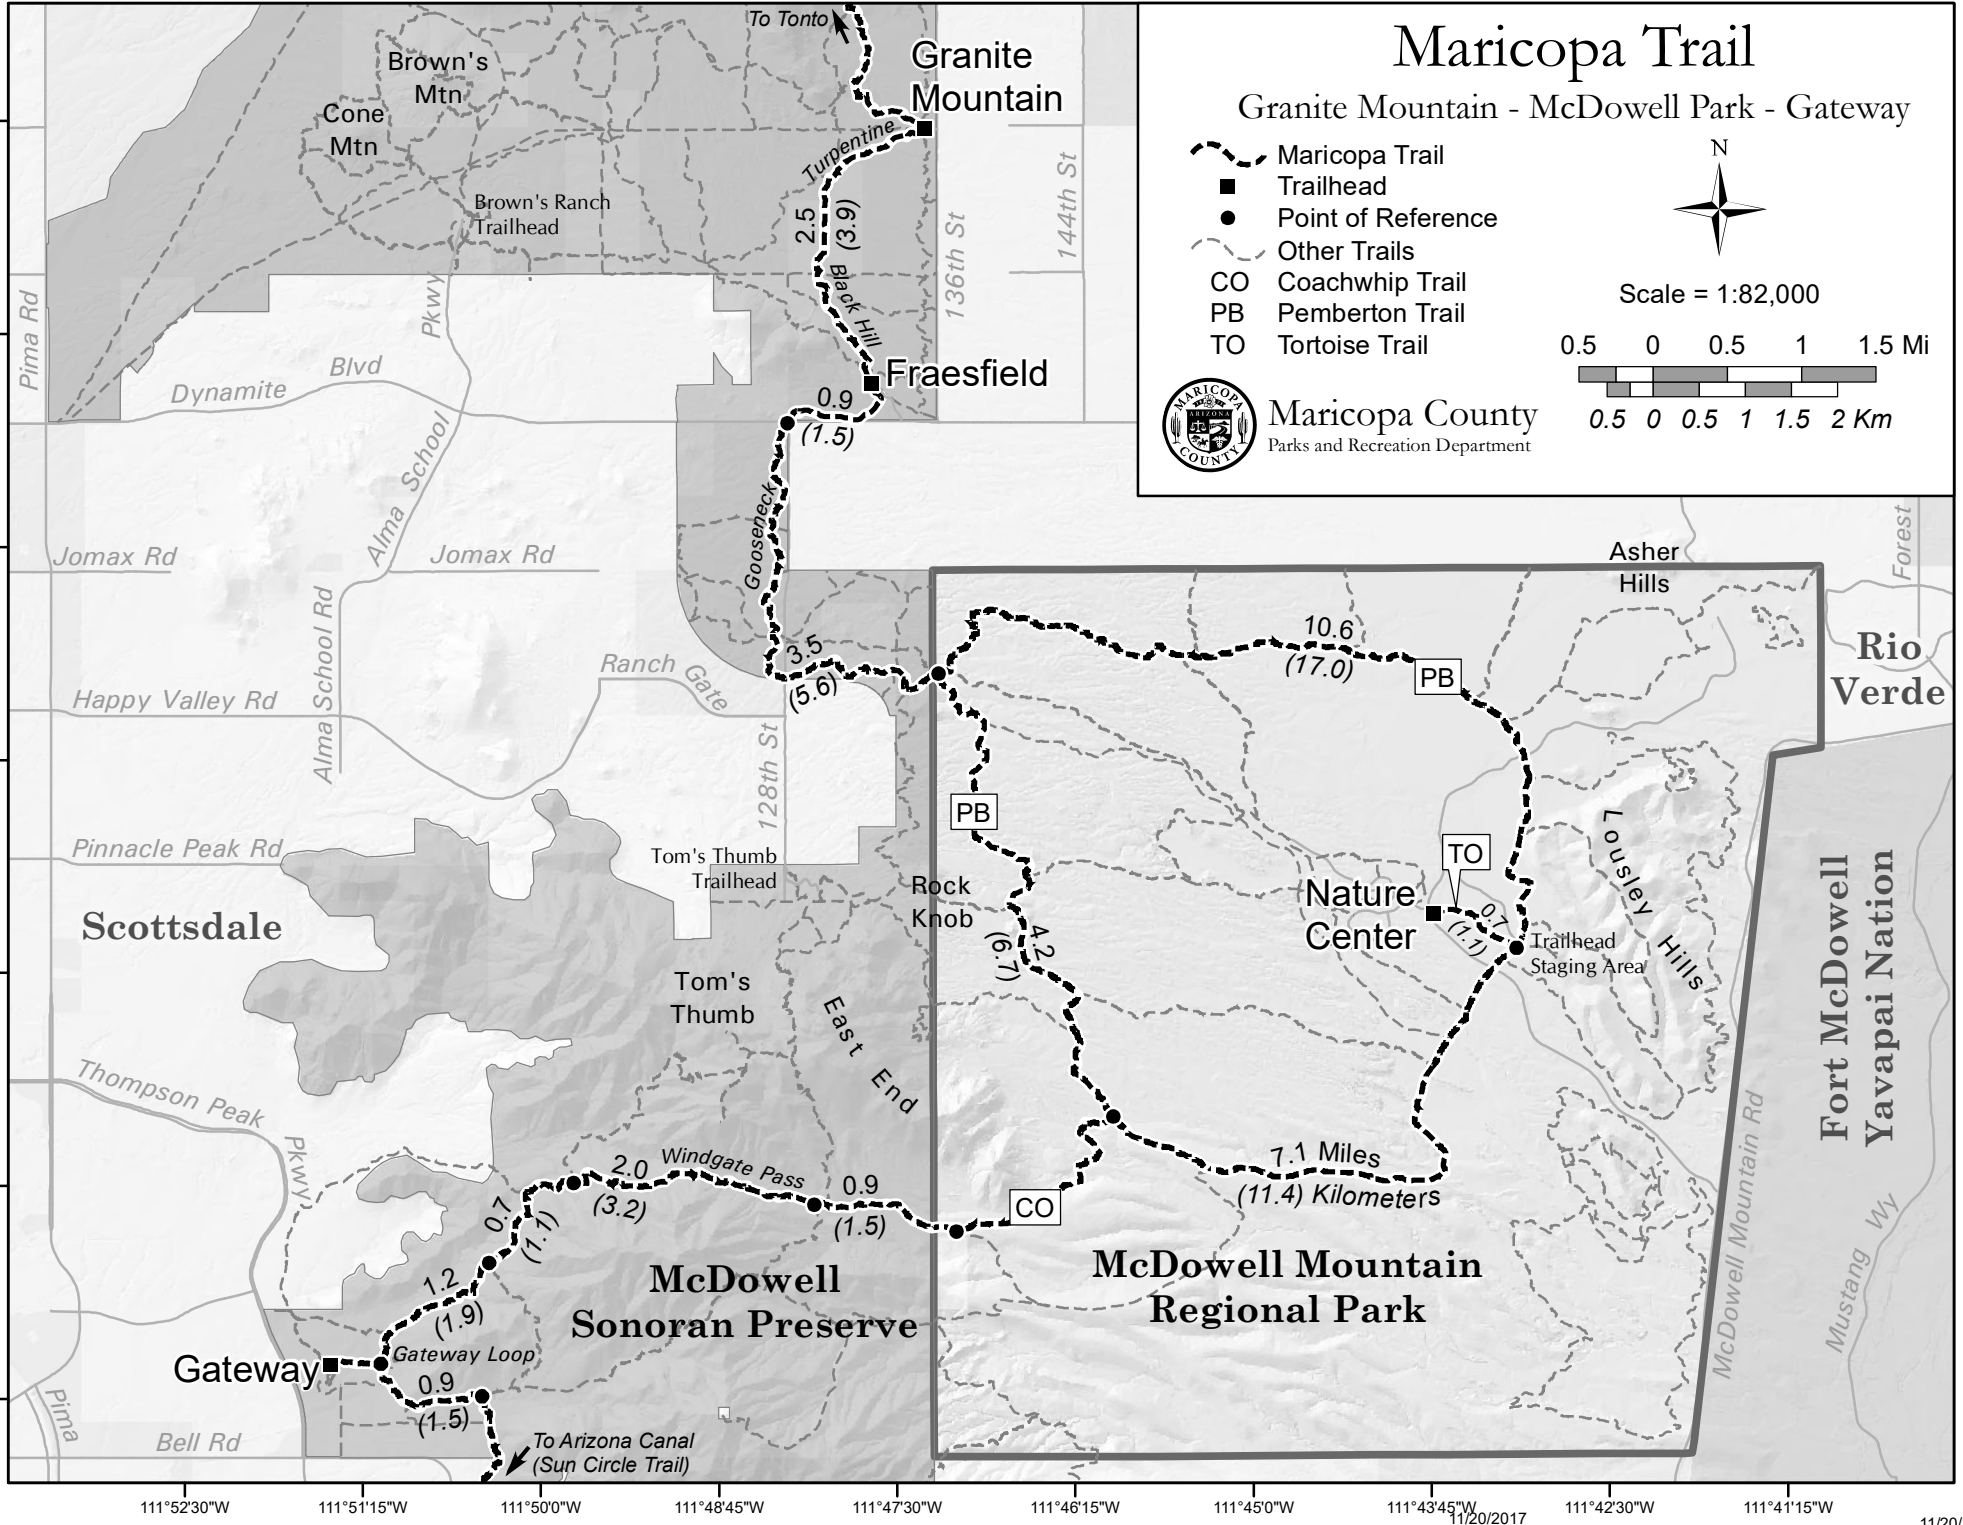 To Tonto
Granite
Mountain
Brown's
Mtn
Cone
Mtn
Turpentine
Brown's Ranch
Trailhead
2.5
(3.9)
Black Hill
136th St
144th St
Pima Rd
Pkwy
Dynamite
Blvd
Fraesfield
0.9
(1.5)
Alma School
Gooseneck
Jomax Rd
Jomax Rd
Maricopa Trail
Granite Mountain - McDowell Park - Gateway
Maricopa Trail
Trailhead
Point of Reference
Other Trails
CO Coachwhip Trail
PB Pemberton Trail
TO Tortoise Trail
N
Scale = 1:82,000
0.5 0 0.5 1 1.5 Mi
0.5 0 0.5 1 1.5 2 Km
MARICOPA
ARIZONA
COUNTY
Maricopa County
Parks and Recreation Department
Asher
Hills
Forest
Rio
Verde
Alma School Rd
Ranch Gate
3.5
(5.6)
10.6
(17.0)
PB
Happy Valley Rd
128th St
PB
Lousley
Hills
Pinnacle Peak Rd
Tom's Thumb
Trailhead
Rock
Knob
TO
Nature
Center
0.7
(1.1)
Trailhead
Staging Area
Scottsdale
4.2
(6.7)
Tom's
Thumb
East
End
Fort McDowell
Yavapai Nation
Thompson Peak
Pkwy
2.0
(3.2)
Windgate Pass
0.9
(1.5)
CO
7.1 Miles
(11.4) Kilometers
0.7
(1.1)
1.2
(1.9)
McDowell
Sonoran Preserve
McDowell Mountain
Regional Park
McDowell Mountain Rd
Mustang Wy
Gateway
Gateway Loop
0.9
(1.5)
Pima
Bell Rd
To Arizona Canal
(Sun Circle Trail)
111°52'30"W 111°51'15"W 111°50'0"W 111°48'45"W 111°47'30"W 111°46'15"W 111°45'0"W 111°43'45"W 111°42'30"W 111°41'15"W
11/20/2017
11/20/